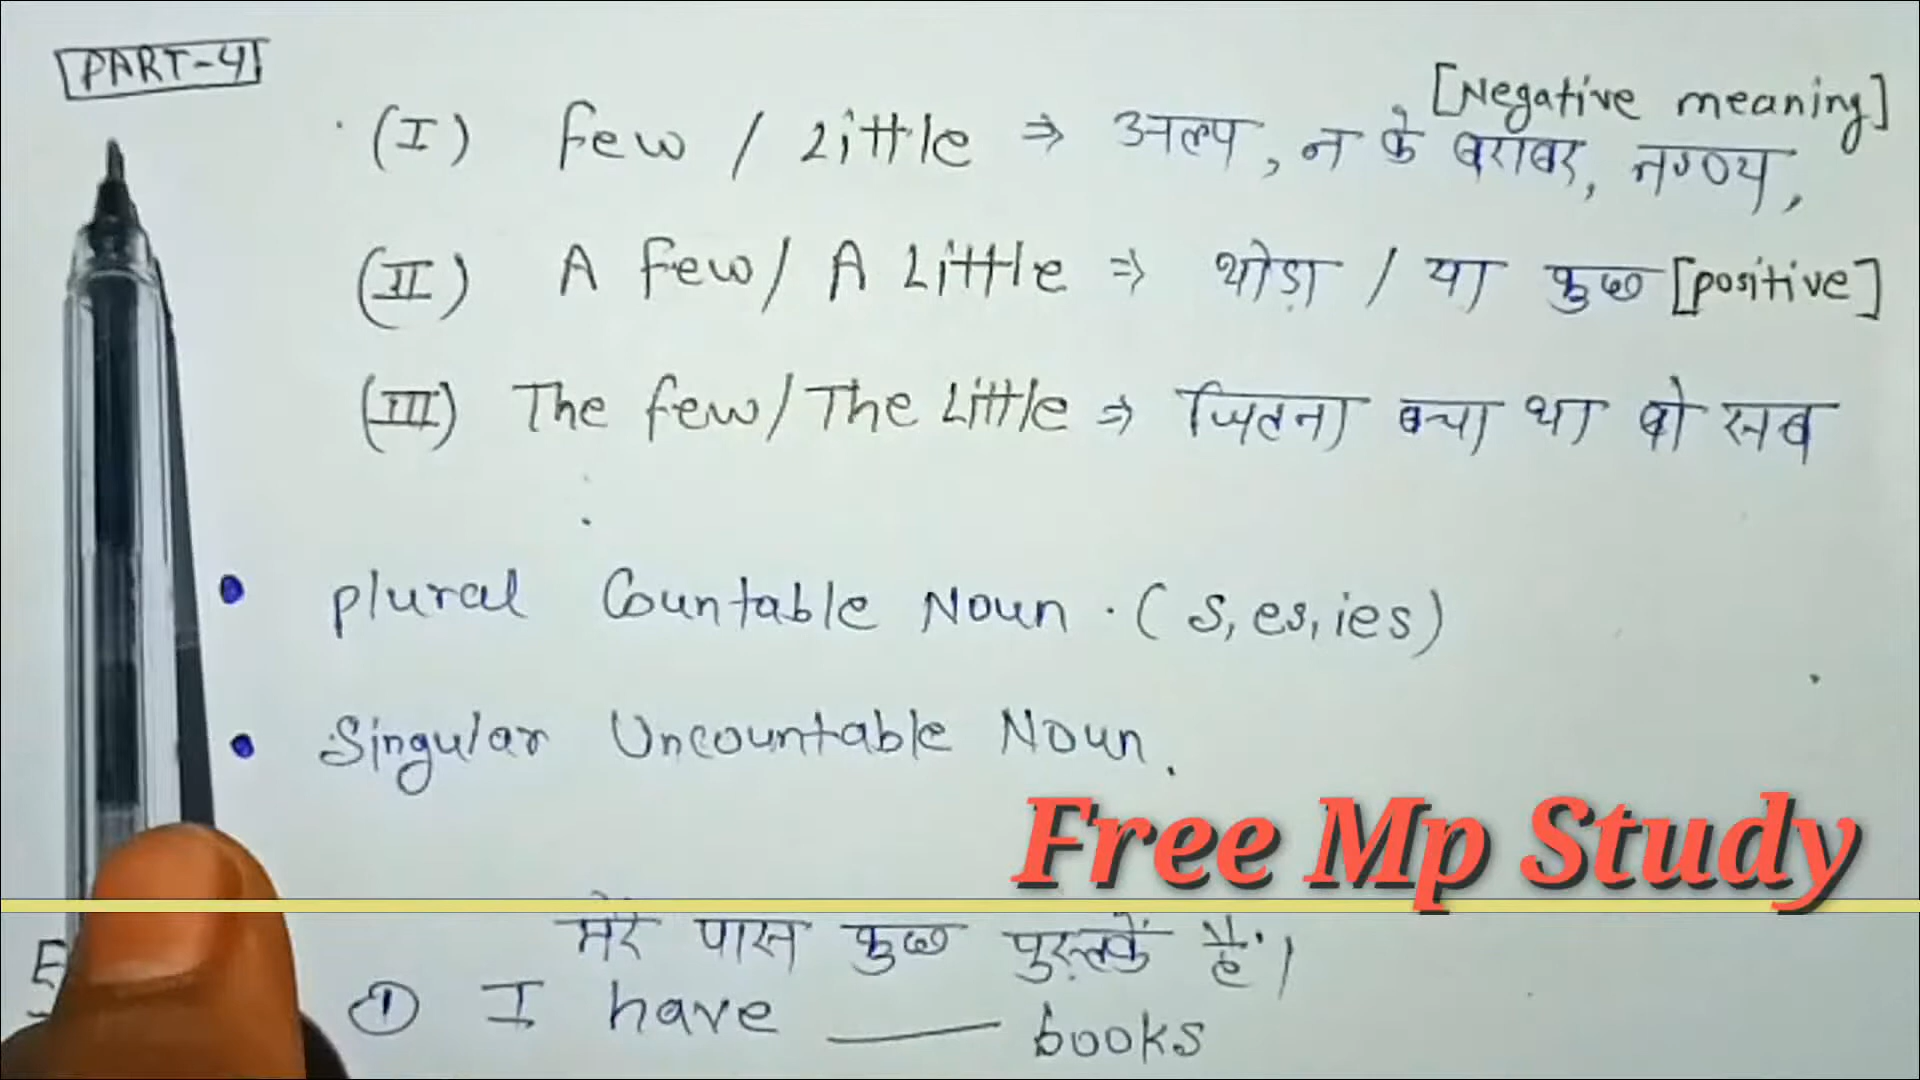 PART-4
[Negative meaning]
(I) few / Little ⇒ अल्प, न के बराबर, नगण्य,
(II) A few / A Little ⇒ थोड़ा / या कुछ [positive]
(III) The few / The Little ⇒ जितना बचा था वो सब
• plural Countable Noun. (s, es, ies)
• Singular Uncountable Noun.
Free Mp Study
मेरे पास कुछ पुस्तकें हैं।
① I have ___ books